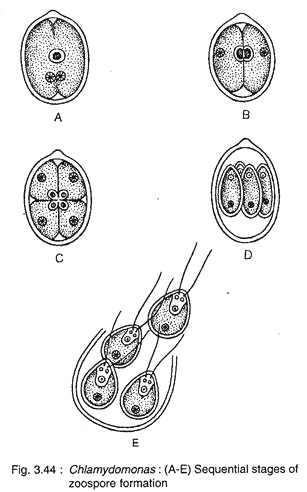 A
B
C
D
E
Fig. 3.44 : Chlamydomonas : (A-E) Sequential stages of
zoospore formation